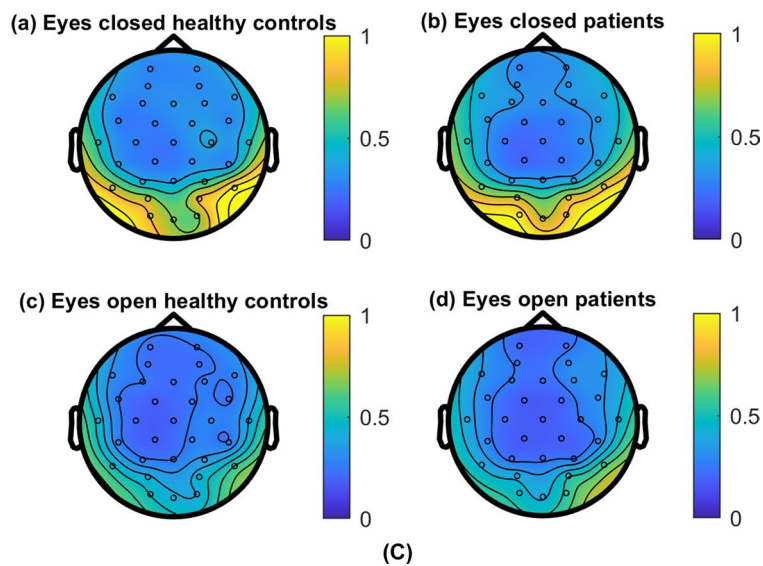 (a) Eyes closed healthy controls
1
0.5
0
(b) Eyes closed patients
1
0.5
0
(c) Eyes open healthy controls
1
0.5
0
(d) Eyes open patients
1
0.5
0
(C)